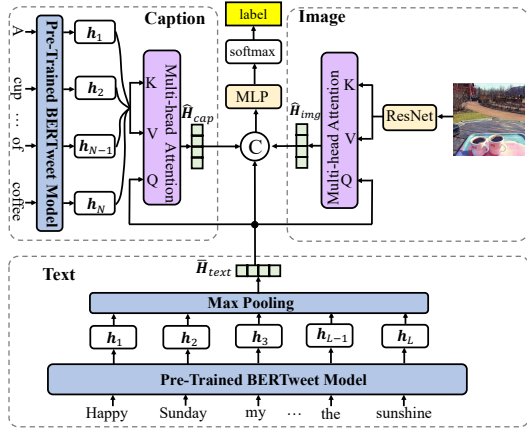 Caption
A
cup
...
of
coffee
Pre-Trained BERTweet Model
h1
h2
hN−1
hN
K
V
Q
Multi-head Attention
Ĥcap
label
softmax
MLP
C
Image
Ĥimg
Multi-head Attention
K
V
Q
ResNet
Text
H̄text
Max Pooling
h1
h2
h3
hL−1
hL
Pre-Trained BERTweet Model
Happy Sunday my ... the sunshine